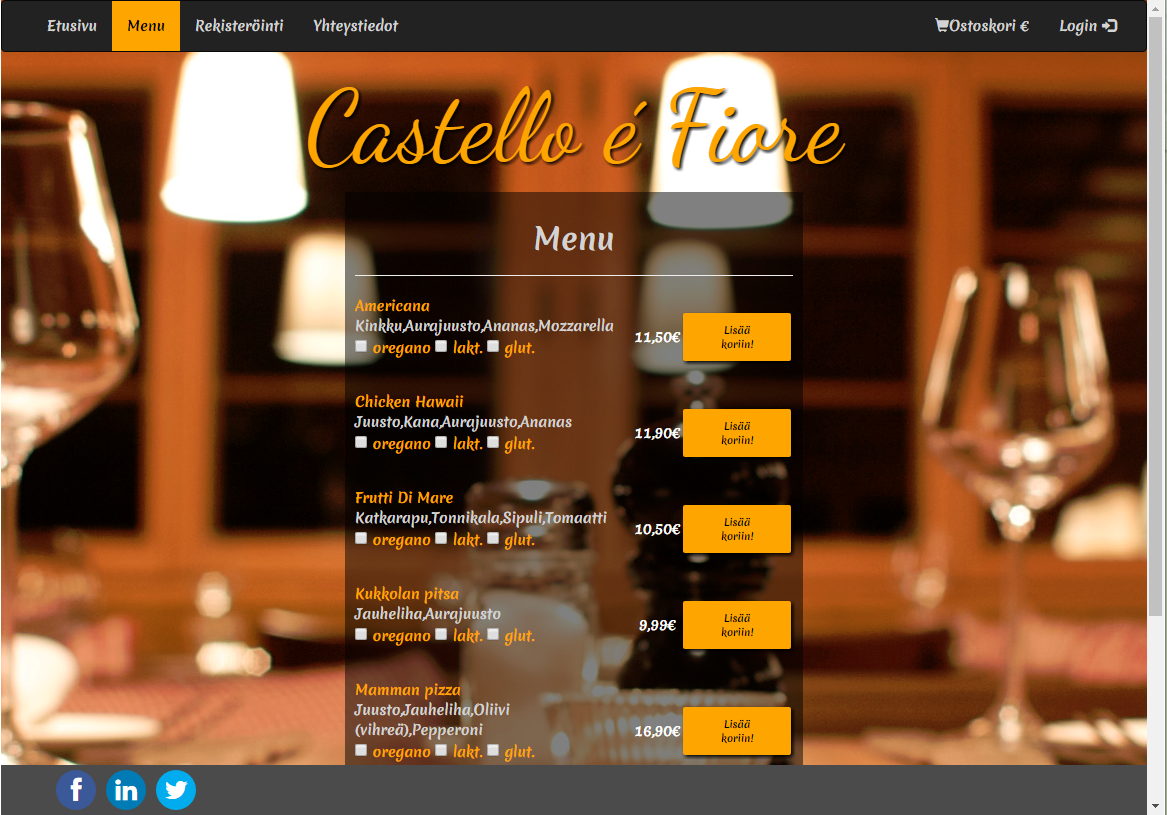 Etusivu Menu Rekisteröinti Yhteystiedot Ostoskori € Login
Castello é Fiore
Menu
Americana
Kinkku,Aurajuusto,Ananas,Mozzarella
oregano lakt. glut.
11,50€
Lisää
koriin!
Chicken Hawaii
Juusto,Kana,Aurajuusto,Ananas
oregano lakt. glut.
11,90€
Lisää
koriin!
Frutti Di Mare
Katkarapu,Tonnikala,Sipuli,Tomaatti
oregano lakt. glut.
10,50€
Lisää
koriin!
Kukkolan pitsa
Jauheliha,Aurajuusto
oregano lakt. glut.
9,99€
Lisää
koriin!
Mamman pizza
Juusto,Jauheliha,Oliivi
(vihreä),Pepperoni
oregano lakt. glut.
16,90€
Lisää
koriin!
f in